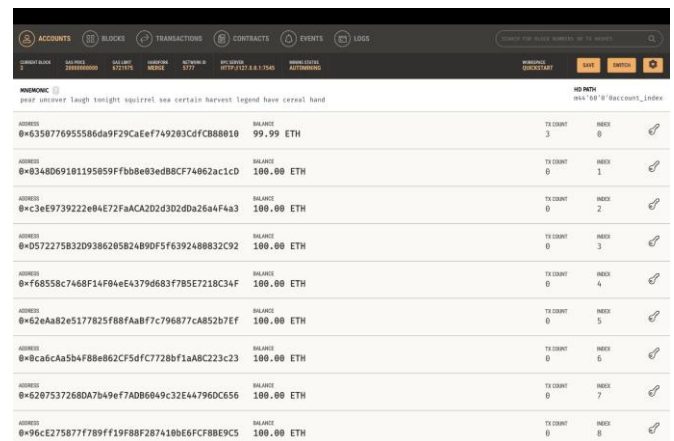 ACCOUNTS BLOCKS TRANSACTIONS CONTRACTS EVENTS LOGS SEARCH FOR BLOCK NUMBERS OR TX HASHES
CURRENT BLOCK GAS PRICE GAS LIMIT HARDFORK NETWORK ID RPC SERVER MINING STATUS WORKSPACE
3 20000000000 6721975 MERGE 5777 HTTP://127.0.0.1:7545 AUTOMINING QUICKSTART SAVE SWITCH
MNEMONIC HD PATH
pear uncover laugh tonight squirrel sea certain harvest legend have cereal hand m44'60'0'0account_index
ADDRESS BALANCE TX COUNT INDEX
0×6350776955586da9F29CaEef749203CdfCB88010 99.99 ETH 3 0
ADDRESS BALANCE TX COUNT INDEX
0×0348D69101195059Ffbb8e03edB8CF74062ac1cD 100.00 ETH 0 1
ADDRESS BALANCE TX COUNT INDEX
0×c3eE9739222e04E72FaACA2D2d3D2dDa26a4F4a3 100.00 ETH 0 2
ADDRESS BALANCE TX COUNT INDEX
0×D572275B32D9386205B24B9DF5f6392480832C92 100.00 ETH 0 3
ADDRESS BALANCE TX COUNT INDEX
0×f68558c7468F14F04eE4379d683f7B5E7218C34F 100.00 ETH 0 4
ADDRESS BALANCE TX COUNT INDEX
0×62eAa82e5177825f88fAaBf7c796877cA852b7Ef 100.00 ETH 0 5
ADDRESS BALANCE TX COUNT INDEX
0×0ca6cAa5b4F88e862CF5dfC7728bf1aA8C223c23 100.00 ETH 0 6
ADDRESS BALANCE TX COUNT INDEX
0×6207537268DA7b49ef7ADB6049c32E44796DC656 100.00 ETH 0 7
ADDRESS BALANCE TX COUNT INDEX
0×96cE275877f789ff19F88F287410bE6FCF8BE9C5 100.00 ETH 0 8